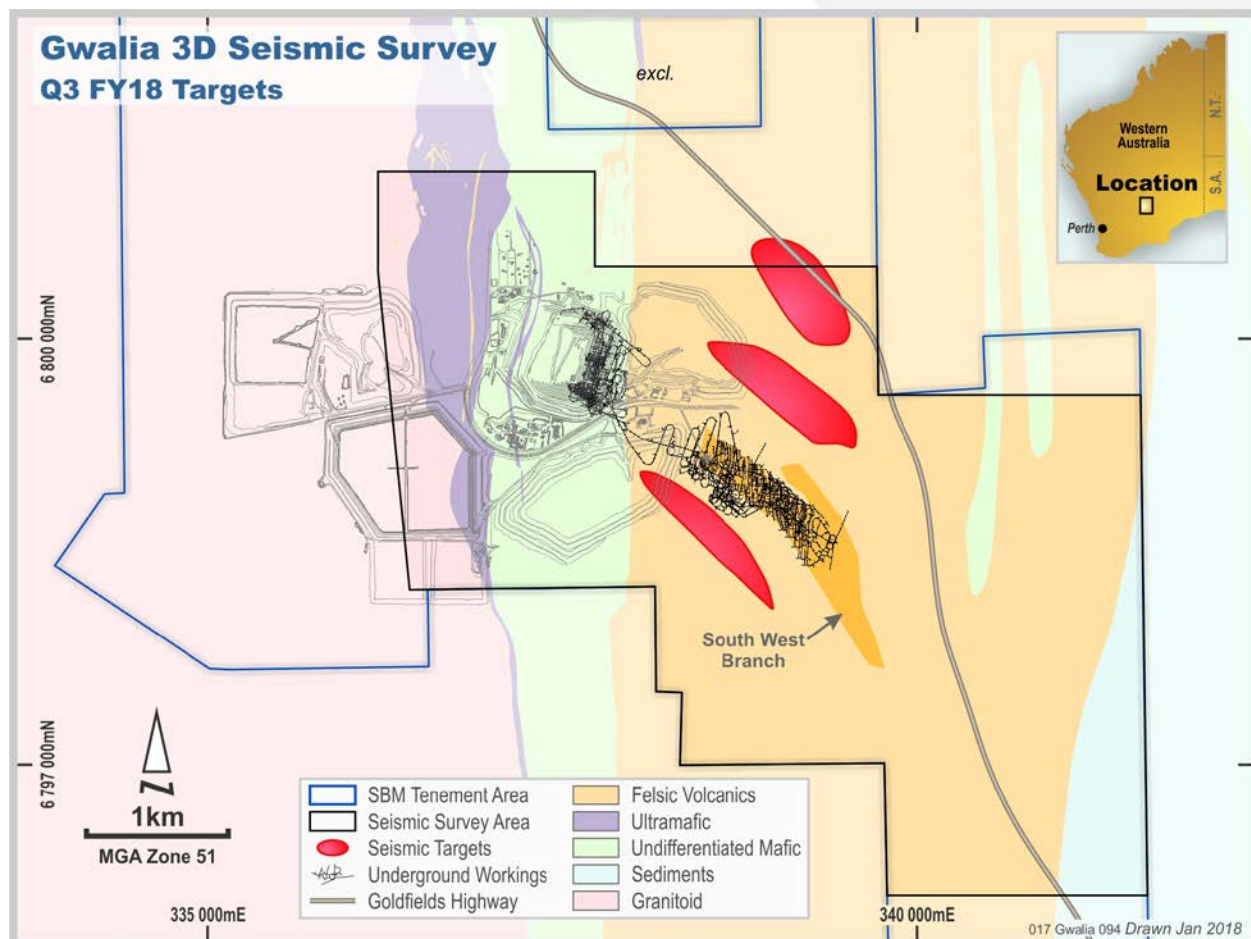 Gwalia 3D Seismic Survey
Q3 FY18 Targets
excl.
N.T.
Western
Australia
Location
S.A.
Perth
6 800 000mN
South West
Branch
6 797 000mN
N
1km
MGA Zone 51
SBM Tenement Area
Seismic Survey Area
Seismic Targets
Underground Workings
Goldfields Highway
Felsic Volcanics
Ultramafic
Undifferentiated Mafic
Sediments
Granitoid
335 000mE
340 000mE
017 Gwalia 094 Drawn Jan 2018